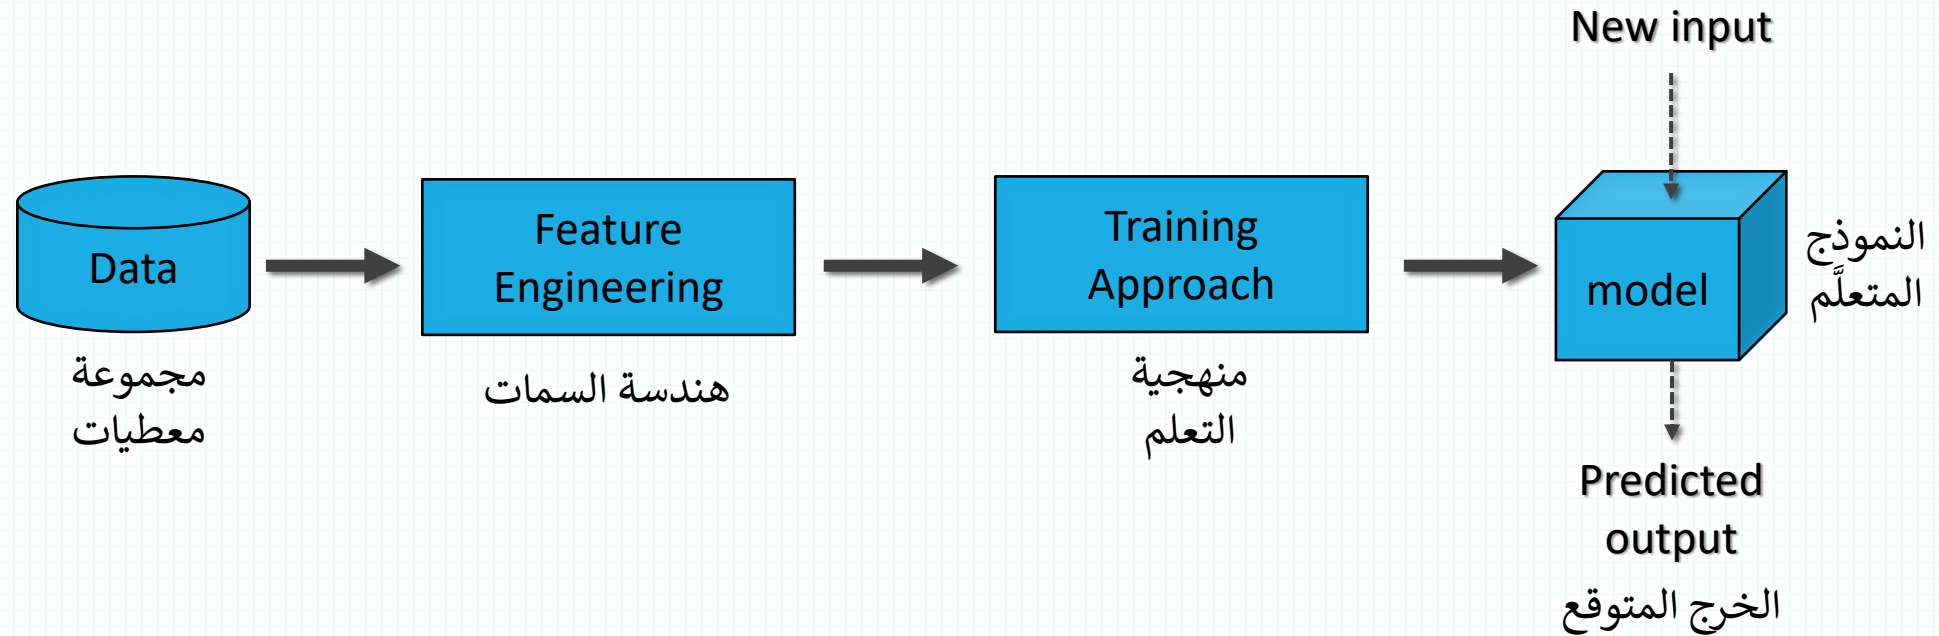 New input
Data
مجموعة
معطيات
Feature
Engineering
هندسة السمات
Training
Approach
منهجية
التعلم
model
النموذج
المتعلَّم
Predicted
output
الخرج المتوقع